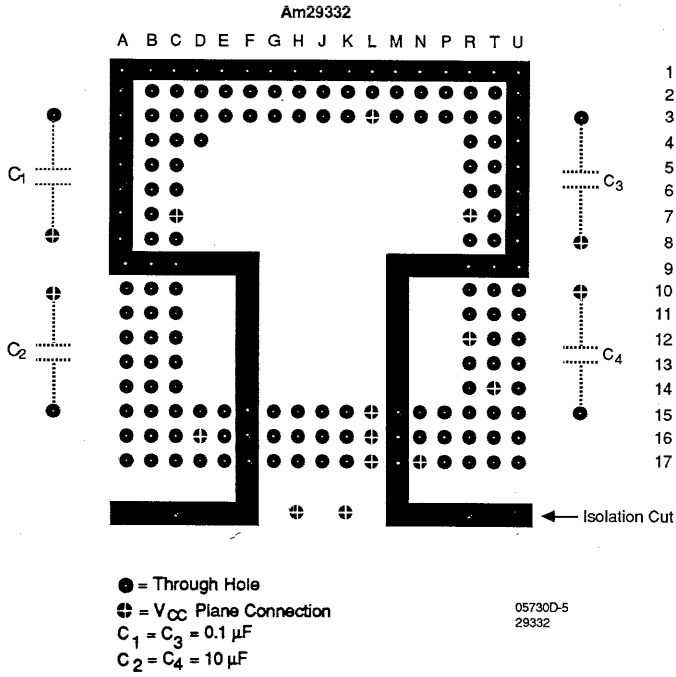 Am29332
A B C D E F G H J K L M N P R T U
1
2
3
4
5
6
7
8
9
10
11
12
13
14
15
16
17
C1
C3
C2
C4
Isolation Cut
= Through Hole
= VCC Plane Connection
C1 = C3 = 0.1 µF
C2 = C4 = 10 µF
05730D-5
29332